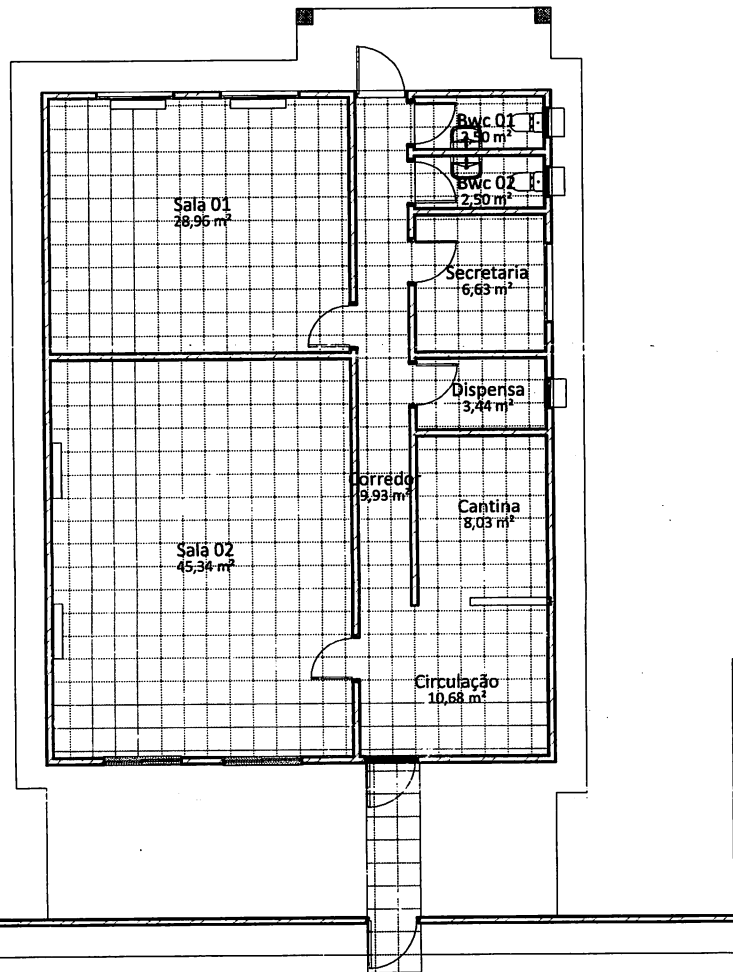 Bwc 01
2,50 m²
Bwc 02
2,50 m²
Sala 01
28,96 m²
Secretaria
6,63 m²
Dispensa
3,44 m²
Corredor
9,93 m²
Cantina
8,03 m²
Sala 02
45,34 m²
Circulação
10,68 m²